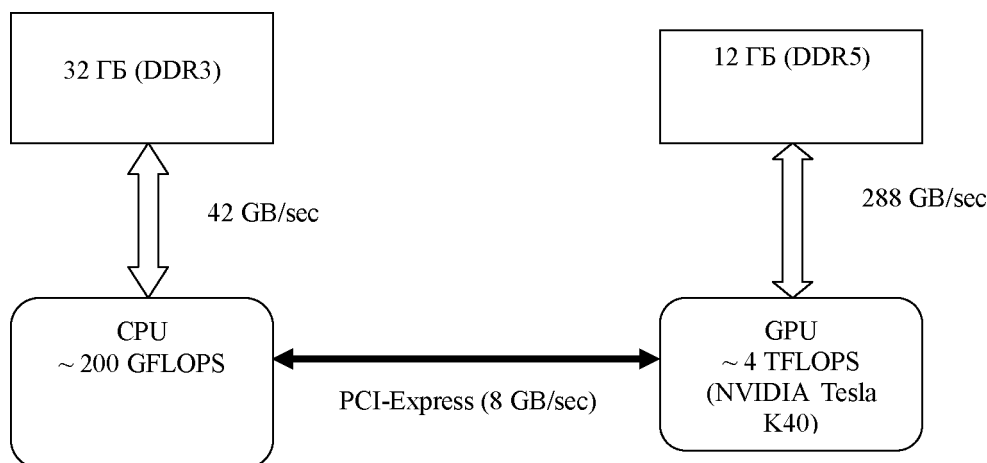 32 ГБ (DDR3)
12 ГБ (DDR5)
42 GB/sec
288 GB/sec
CPU
~ 200 GFLOPS
PCI-Express (8 GB/sec)
GPU
~ 4 TFLOPS
(NVIDIA Tesla
K40)